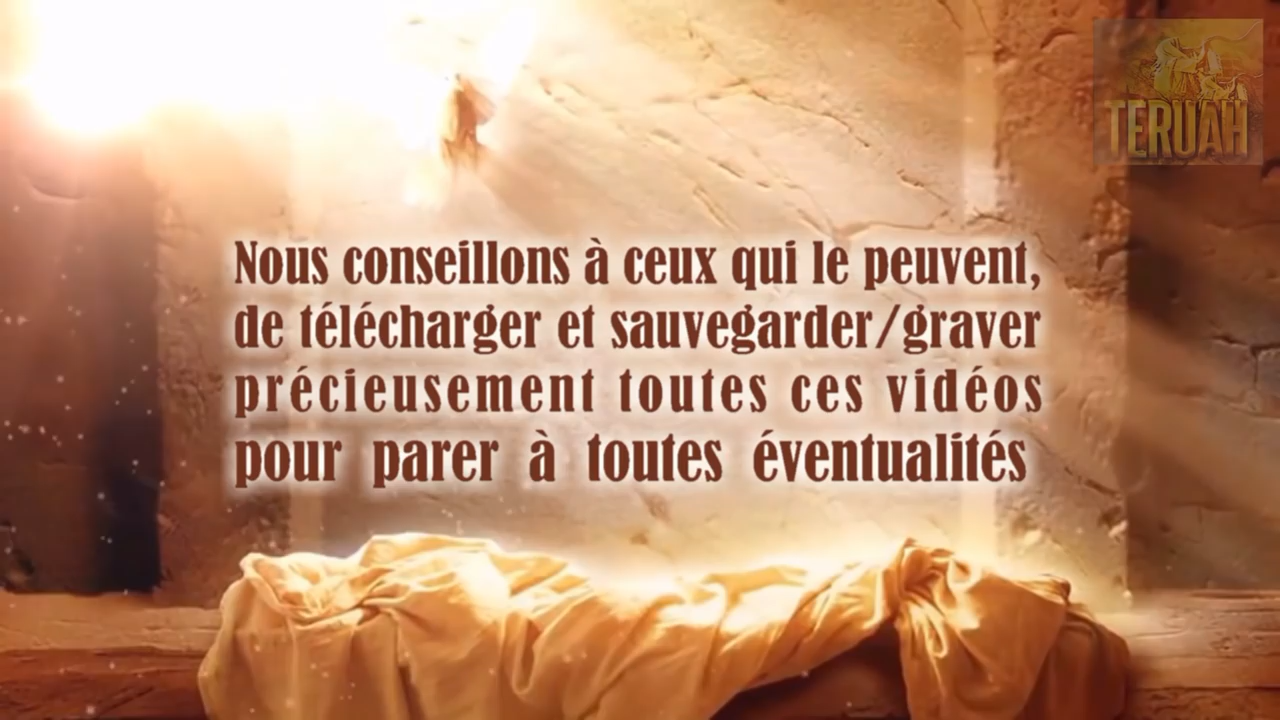 TERUAH
Nous conseillons à ceux qui le peuvent,
de télécharger et sauvegarder/graver
précieusement toutes ces vidéos
pour parer à toutes éventualités